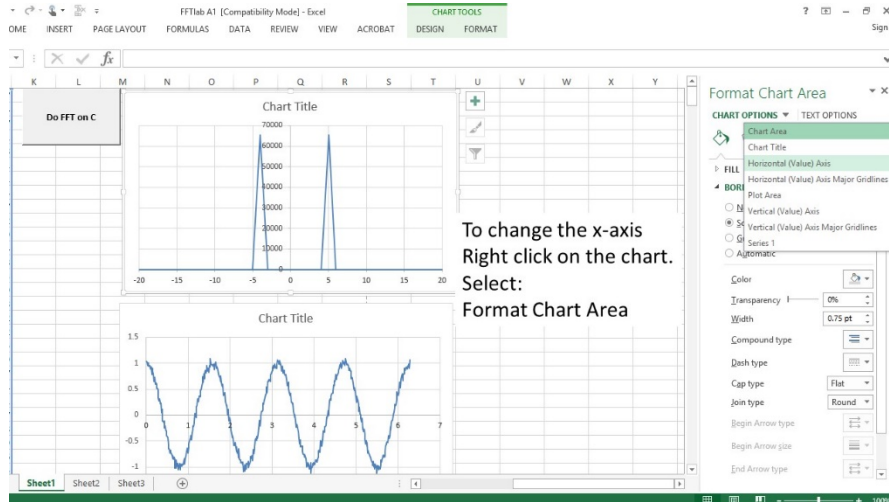 FFTlab A1 [Compatibility Mode] - Excel
CHART TOOLS
? 
OME INSERT PAGE LAYOUT FORMULAS DATA REVIEW VIEW ACROBAT DESIGN FORMAT Sign
fx
K L M N O P Q R S T U V W X Y
Do FFT on C
Chart Title
70000
60000
50000
40000
30000
20000
10000
0
-20 -15 -10 -5 0 5 10 15 20
Chart Title
1.5
1
0.5
0
-0.5
-1
1 2 3 4 5 6 7
To change the x-axis
Right click on the chart.
Select:
Format Chart Area
Format Chart Area
CHART OPTIONS TEXT OPTIONS
Chart Area
Chart Title
Horizontal (Value) Axis
Horizontal (Value) Axis Major Gridlines
Plot Area
Vertical (Value) Axis
Vertical (Value) Axis Major Gridlines
Series 1
FILL
BORD
N
So
G
Automatic
Color
Transparency 0%
Width 0.75 pt
Compound type
Dash type
Cap type Flat
Join type Round
Begin Arrow type
Begin Arrow size
End Arrow type
Sheet1 Sheet2 Sheet3
100%